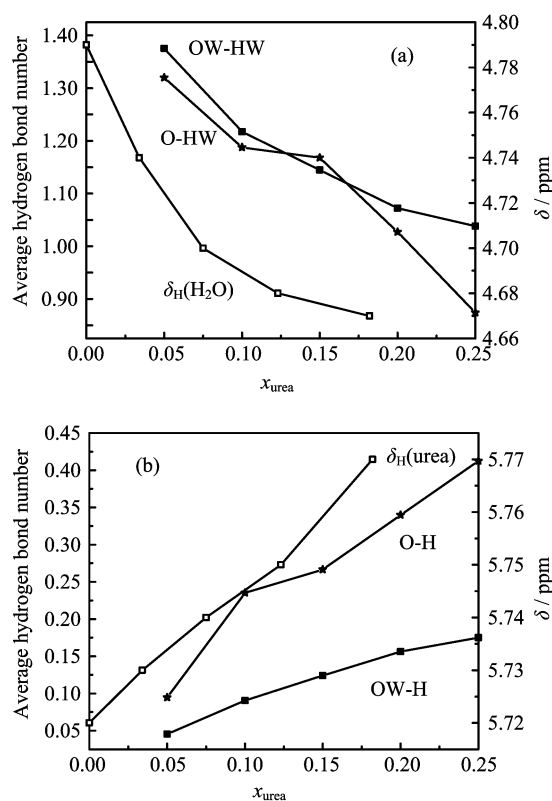 (a)
Average hydrogen bond number
1.40
1.30
1.20
1.10
1.00
0.90
OW-HW
O-HW
δH(H2O)
4.80
4.78
4.76
4.74
4.72
4.70
4.68
4.66
δ / ppm
0.00 0.05 0.10 0.15 0.20 0.25
xurea
(b)
Average hydrogen bond number
0.45
0.40
0.35
0.30
0.25
0.20
0.15
0.10
0.05
δH(urea)
O-H
OW-H
5.77
5.76
5.75
5.74
5.73
5.72
δ / ppm
0.00 0.05 0.10 0.15 0.20 0.25
xurea